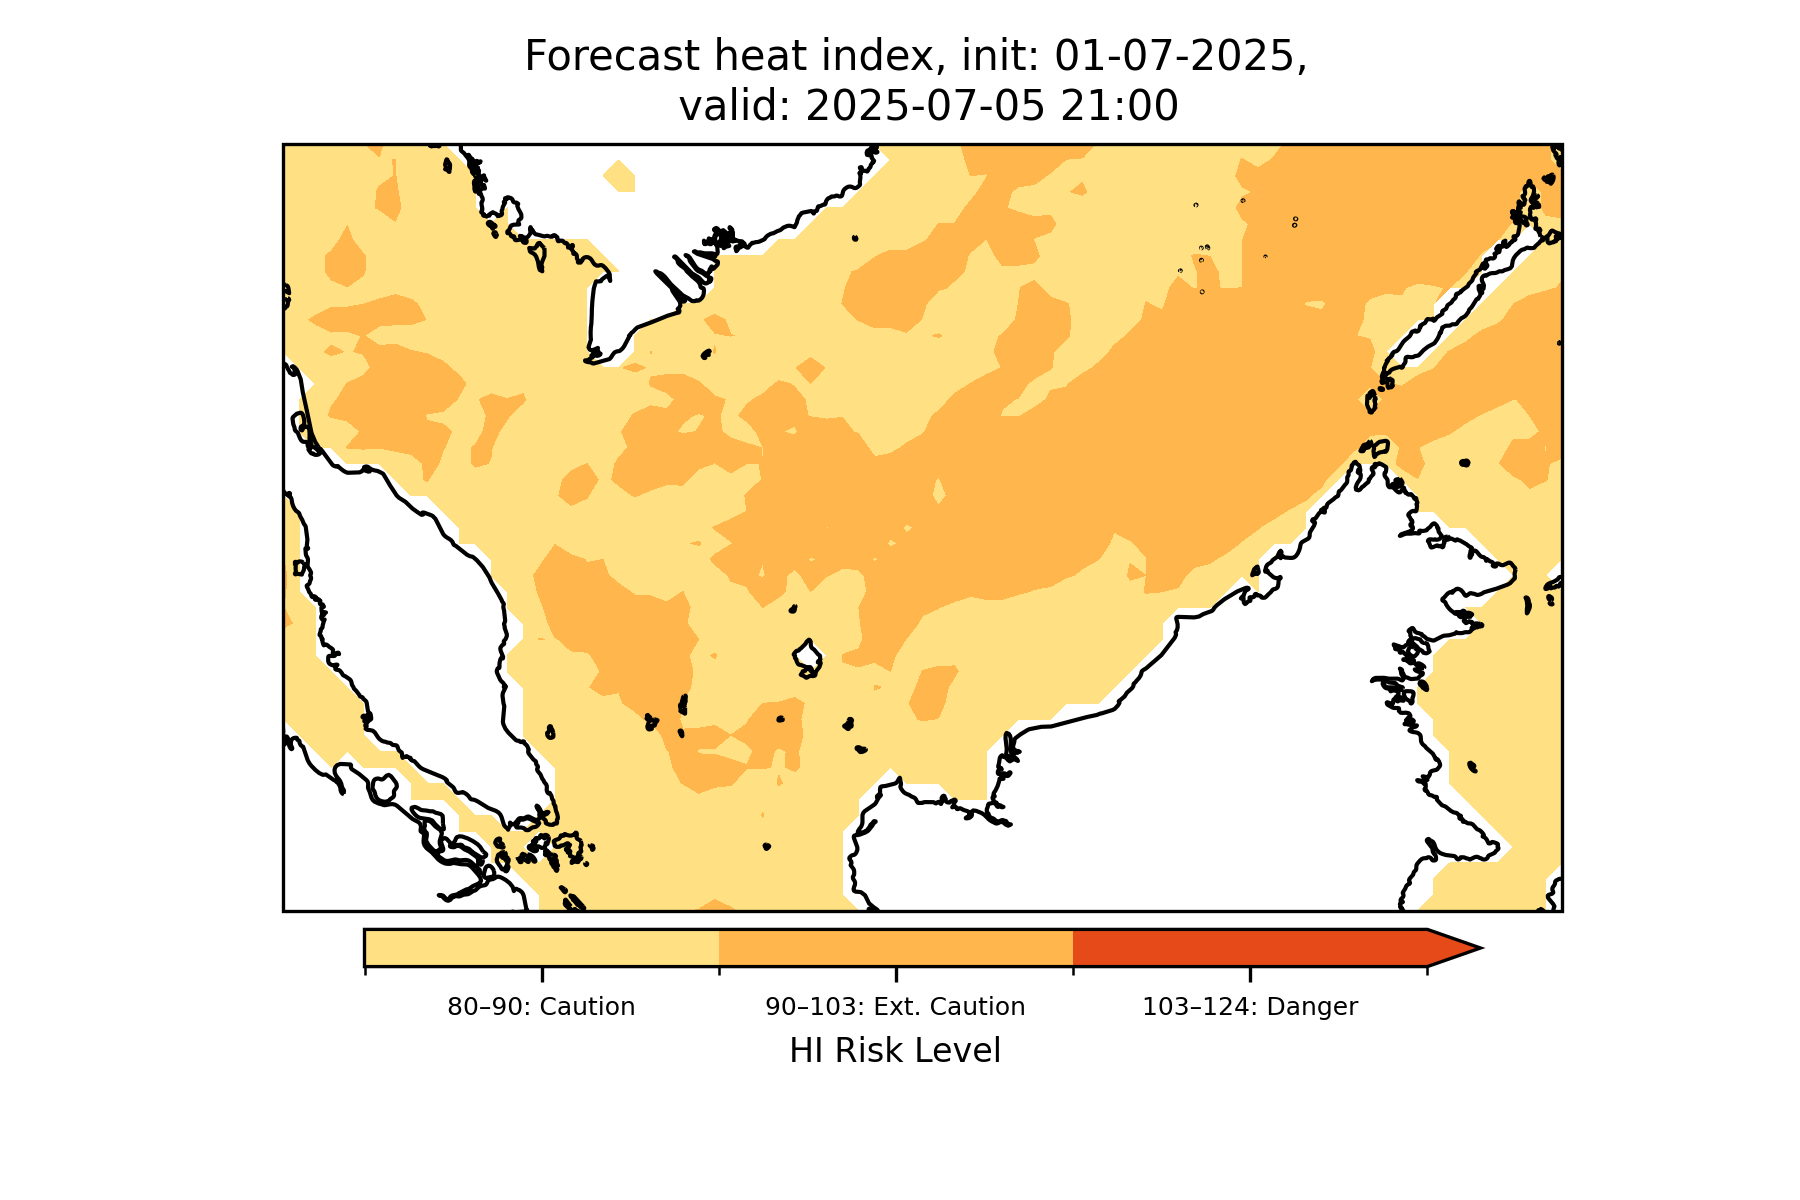 Forecast heat index, init: 01-07-2025,
valid: 2025-07-05 21:00
80–90: Caution
90–103: Ext. Caution
103–124: Danger
HI Risk Level